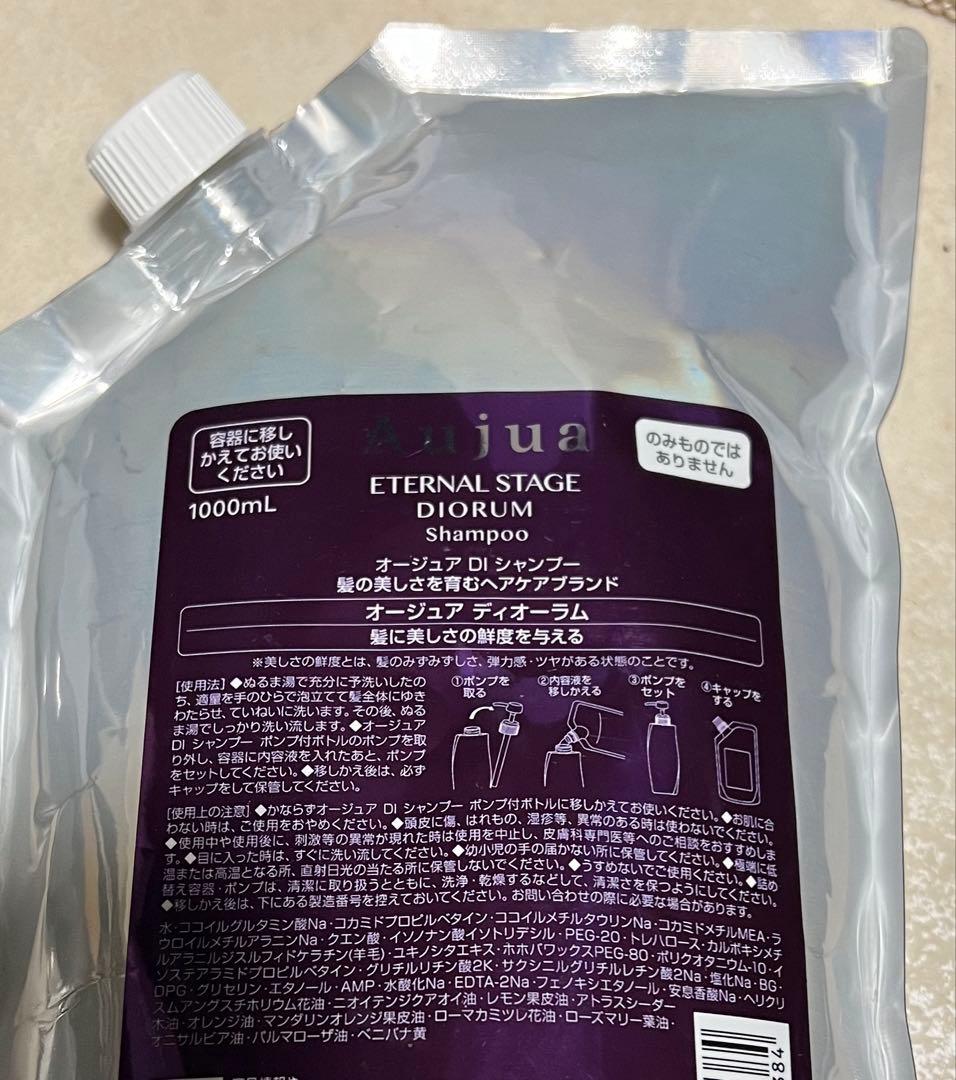 容器に移し
かえてお使い
ください
1000mL
Aujua
のみものでは
ありません
ETERNAL STAGE
DIORUM
Shampoo
オージュア DI シャンプー
髪の美しさを育むヘアケアブランド
オージュア ディオーラム
髪に美しさの鮮度を与える
※美しさの鮮度とは、髪のみずみずしさ、弾力感・ツヤがある状態のことです。
[使用法] ◆ぬるま湯で充分に予洗いしたの
ち、適量を手のひらで泡立てて髪全体にゆき
わたらせ、ていねいに洗います。その後、ぬる
ま湯でしっかり洗い流します。◆オージュア
DI シャンプー ポンプ付ボトルのポンプを取
り外し、容器に内容液を入れたあと、ポンプ
をセットしてください。◆移しかえ後は、必ず
キャップをして保管してください。
①ポンプを
取る
②内容液を
移しかえる
③ポンプを
セット
④キャップを
する
[使用上の注意] ◆かならずオージュア DI シャンプー ポンプ付ボトルに移しかえてお使いください。◆お肌に合
わない時は、ご使用をおやめください。◆頭皮に傷、はれもの、湿疹等、異常のある時は使わないでください。
◆使用中や使用後に、刺激等の異常が現れた時は使用を中止し、皮膚科専門医等へのご相談をおすすめしま
す。◆目に入った時は、すぐに洗い流してください。◆幼小児の手の届かない所に保管してください。◆極端に低
温または高温となる所、直射日光の当たる所に保管しないでください。◆うすめないでご使用ください。◆詰め
替え容器・ポンプは、清潔に取り扱うとともに、洗浄・乾燥するなどして、清潔さを保つようにしてください。
◆移しかえ後は、下にある製造番号を控えておいてください。お問い合わせの際に必要な場合があります。
水・ココイルグルタミン酸Na・コカミドプロピルベタイン・ココイルメチルタウリンNa・コカミドメチルMEA・ラ
ウロイルメチルアラニンNa・クエン酸・イソノナン酸イソトリデシル・PEG-20・トレハロース・カルボキシメチ
ルアラニルジスルフィドケラチン(羊毛)・ユキノシタエキス・ホホバワックスPEG-80・ポリクオタニウム-10・イ
ソステアラミドプロピルベタイン・グリチルリチン酸2K・サクシニルグリチルレチン酸2Na・塩化Na・BG・
DPG・グリセリン・エタノール・AMP・水酸化Na・EDTA-2Na・フェノキシエタノール・安息香酸Na・ヘリクリ
スムアングスチホリウム花油・ニオイテンジクアオイ油・レモン果皮油・アトラスシーダー
木油・オレンジ油・マンダリンオレンジ果皮油・ローマカミツレ花油・ローズマリー葉油・
オニサルビア油・パルマローザ油・ベニバナ黄